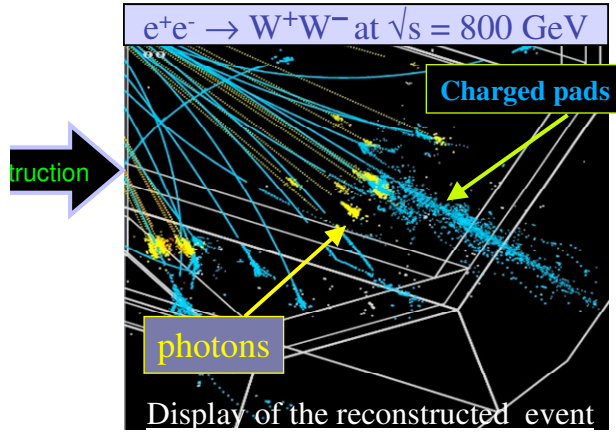 e⁺e⁻ → W⁺W⁻ at √s = 800 GeV
Charged pads
truction
photons
Display of the reconstructed event